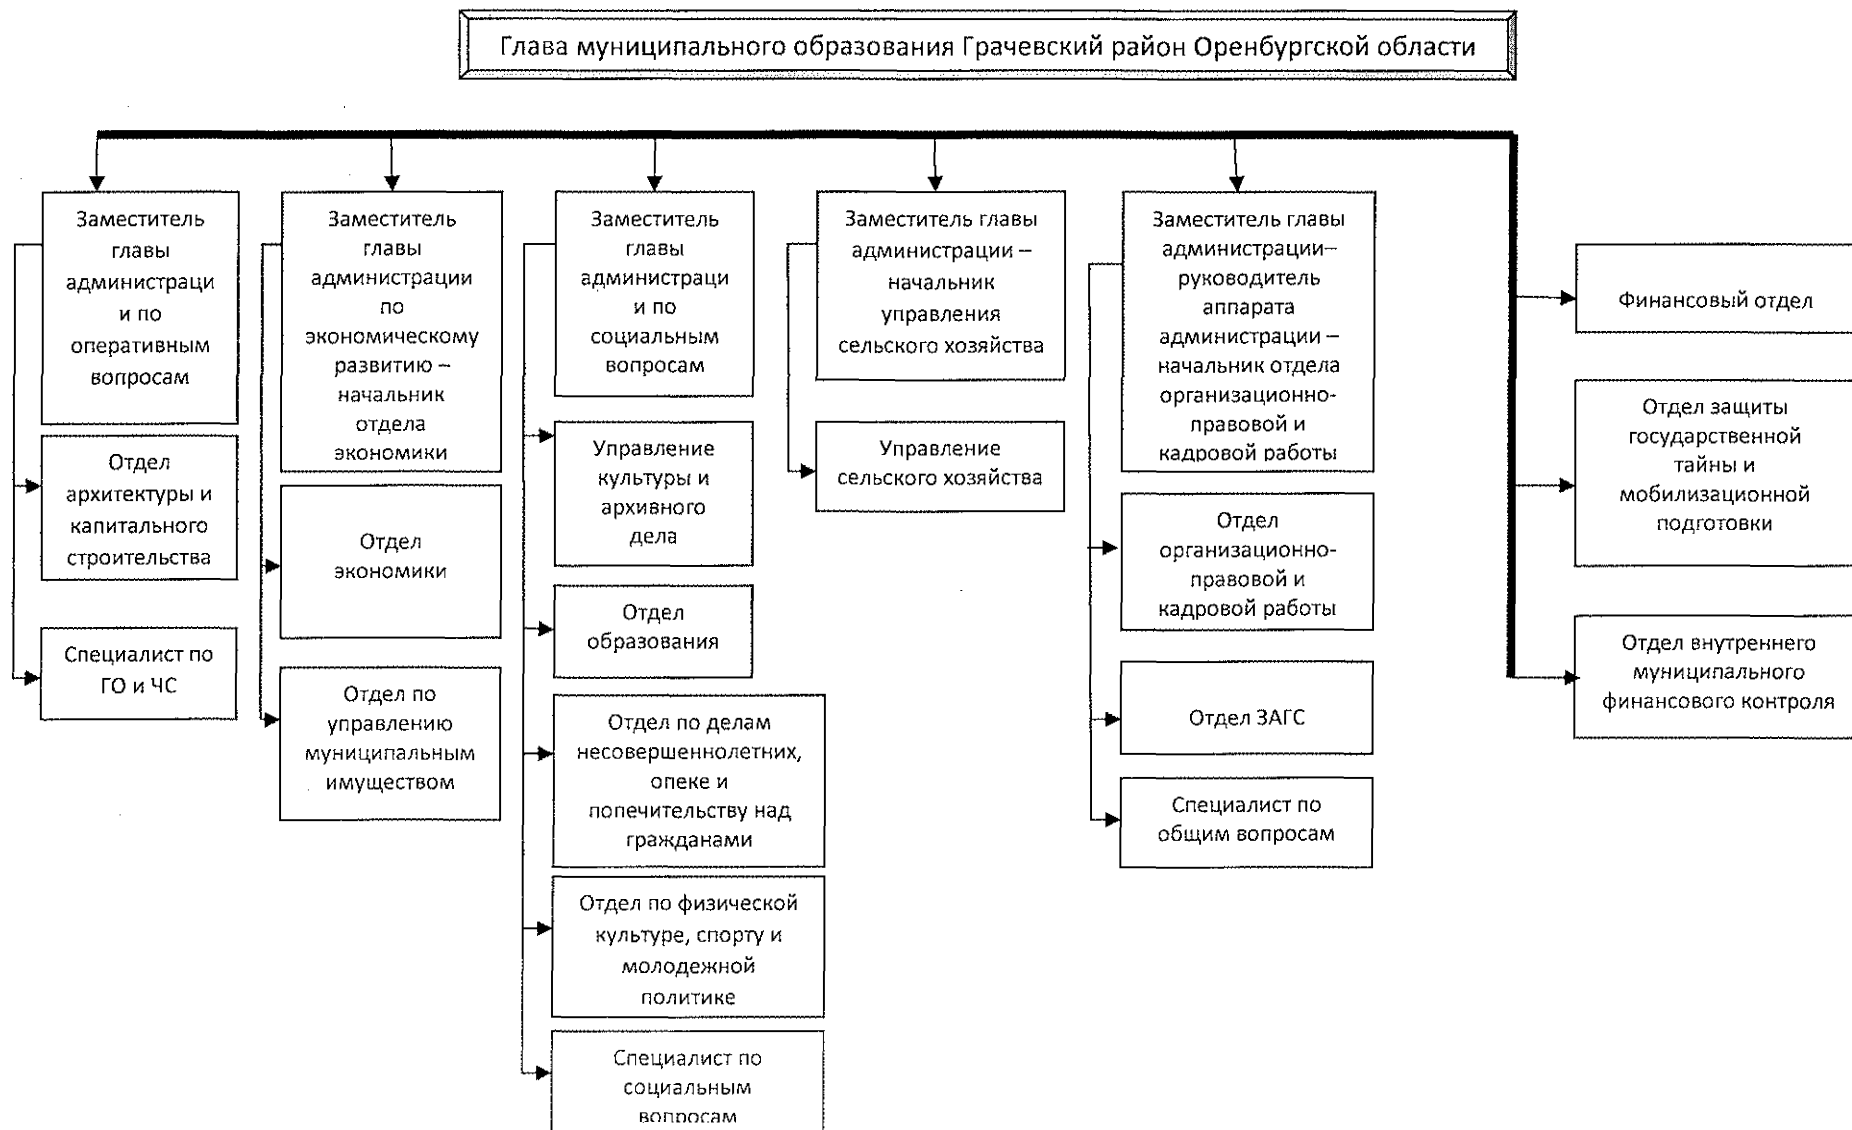 Глава муниципального образования Грачевский район Оренбургской области
Заместитель
главы
администраци
и по
оперативным
вопросам
Отдел
архитектуры и
капитального
строительства
Специалист по
ГО и ЧС
Заместитель
главы
администрации
по
экономическому
развитию –
начальник
отдела
экономики
Отдел
экономики
Отдел по
управлению
муниципальным
имуществом
Заместитель
главы
администраци
и по
социальным
вопросам
Управление
культуры и
архивного
дела
Отдел
образования
Отдел по делам
несовершеннолетних,
опеке и
попечительству над
гражданами
Отдел по физической
культуре, спорту и
молодежной
политике
Специалист по
социальным
вопросам
Заместитель главы
администрации –
начальник
управления
сельского хозяйства
Управление
сельского хозяйства
Заместитель главы
администрации–
руководитель
аппарата
администрации –
начальник отдела
организационно-
правовой и
кадровой работы
Отдел
организационно-
правовой и
кадровой работы
Отдел ЗАГС
Специалист по
общим вопросам
Финансовый отдел
Отдел защиты
государственной
тайны и
мобилизационной
подготовки
Отдел внутреннего
муниципального
финансового контроля